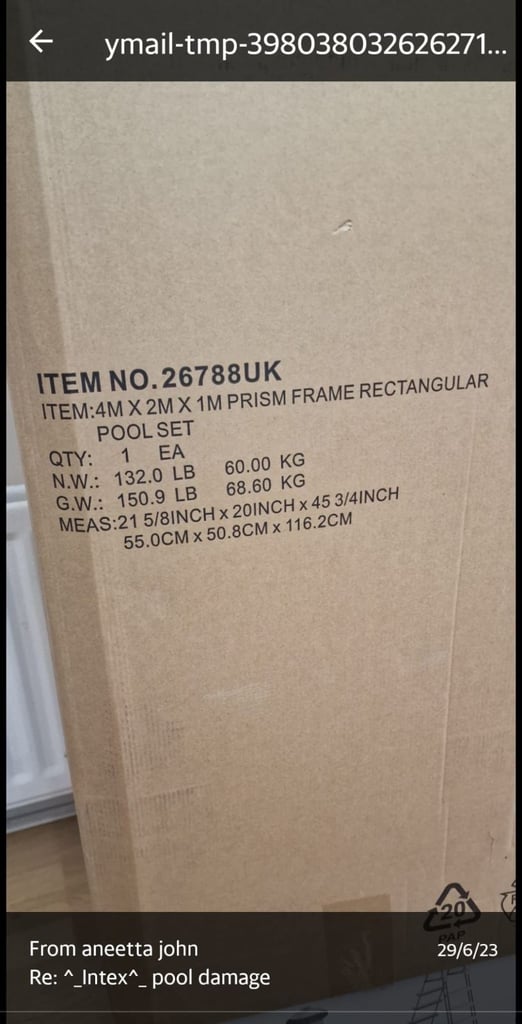 ymail-tmp-398038032626271...
ITEM NO. 26788UK
ITEM:4M X 2M X 1M PRISM FRAME RECTANGULAR
POOL SET
QTY: 1 EA
N.W.: 132.0 LB 60.00 KG
G.W.: 150.9 LB 68.60 KG
MEAS:21 5/8INCH x 20INCH x 45 3/4INCH
55.0CM x 50.8CM x 116.2CM
20
PAP
From aneetta john
29/6/23
Re: ^_Intex^_ pool damage